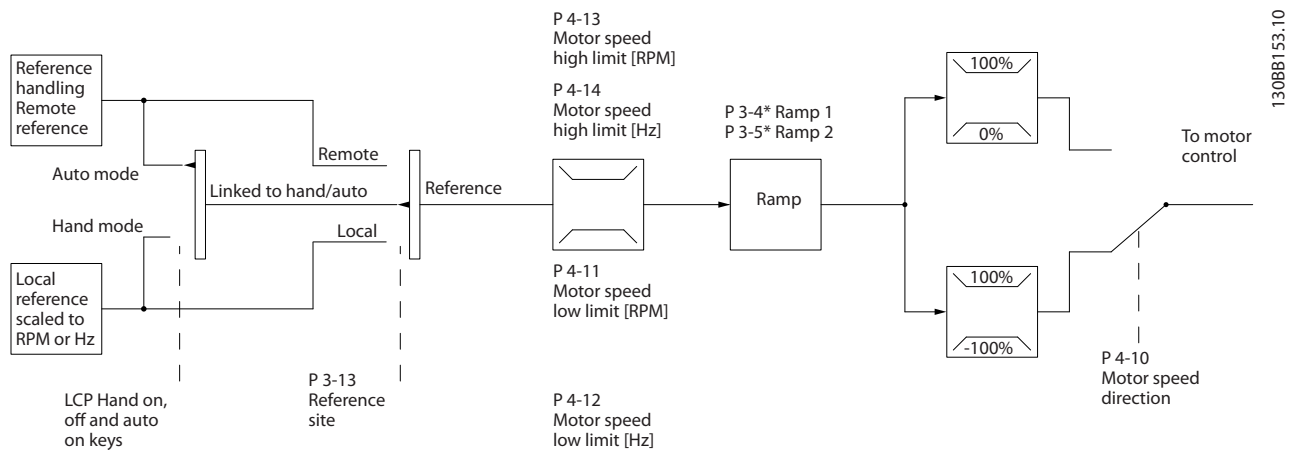 Reference
handling
Remote
reference
Auto mode
Hand mode
Local
reference
scaled to
RPM or Hz
LCP Hand on,
off and auto
on keys
Linked to hand/auto
Remote
Local
P 3-13
Reference
site
Reference
P 4-13
Motor speed
high limit [RPM]
P 4-14
Motor speed
high limit [Hz]
P 4-11
Motor speed
low limit [RPM]
P 4-12
Motor speed
low limit [Hz]
P 3-4* Ramp 1
P 3-5* Ramp 2
Ramp
100%
0%
100%
-100%
To motor
control
P 4-10
Motor speed
direction
130BB153.10